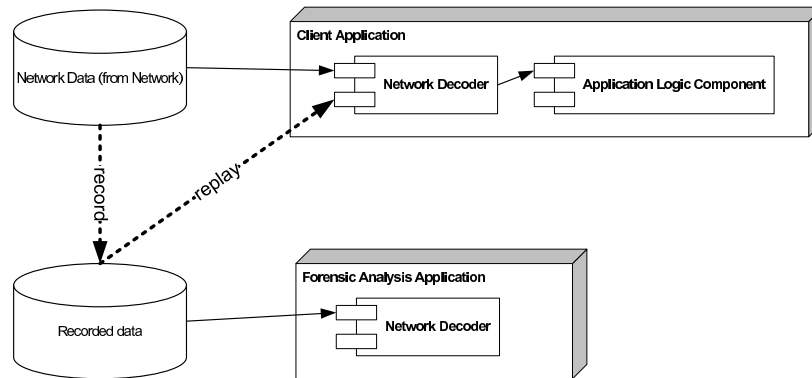 Client Application
Network Data (from Network)
Network Decoder
Application Logic Component
record
replay
Forensic Analysis Application
Recorded data
Network Decoder